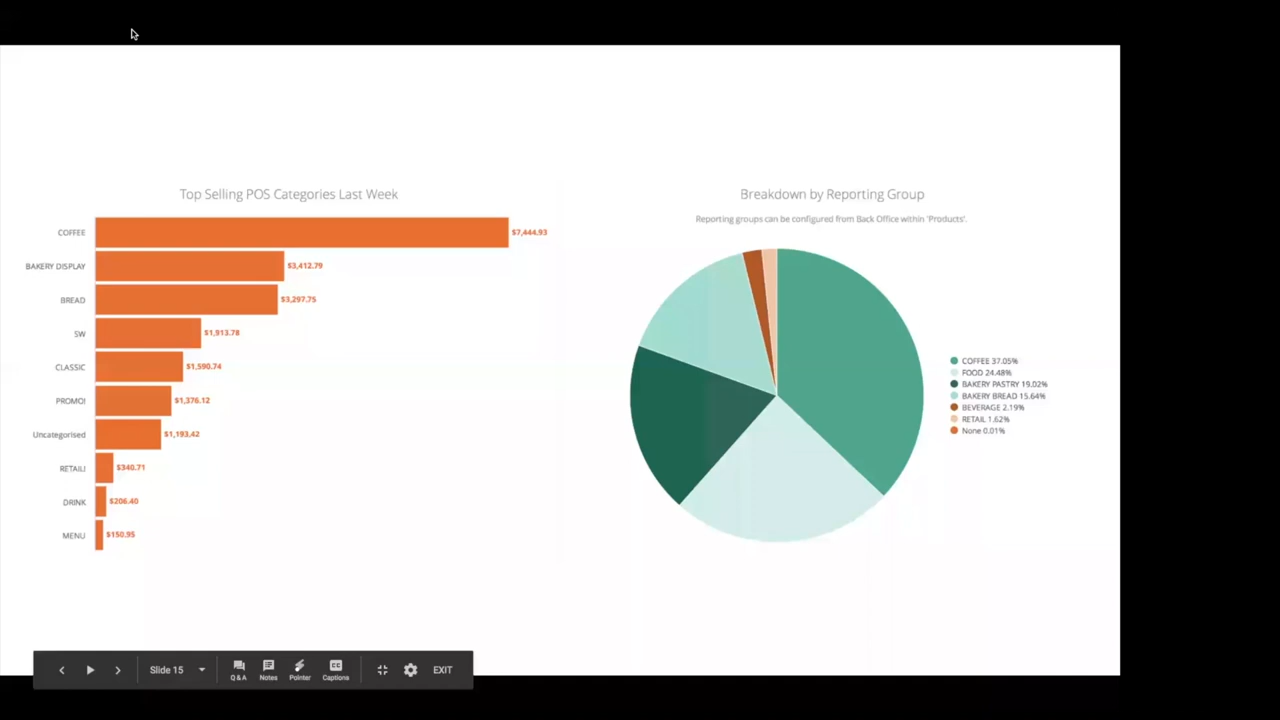 Top Selling POS Categories Last Week
COFFEE $7,444.93
BAKERY DISPLAY $3,412.79
BREAD $3,297.75
SW $1,913.78
CLASSIC $1,590.74
PROMO! $1,376.12
Uncategorised $1,193.42
RETAILI $340.71
DRINK $206.40
MENU $150.95
Breakdown by Reporting Group
Reporting groups can be configured from Back Office within 'Products'.
COFFEE 37.05%
FOOD 24.48%
BAKERY PASTRY 19.02%
BAKERY BREAD 15.64%
BEVERAGE 2.19%
RETAIL 1.62%
None 0.01%
Slide 15
Q&A
Notes
Pointer
CC
Captions
EXIT